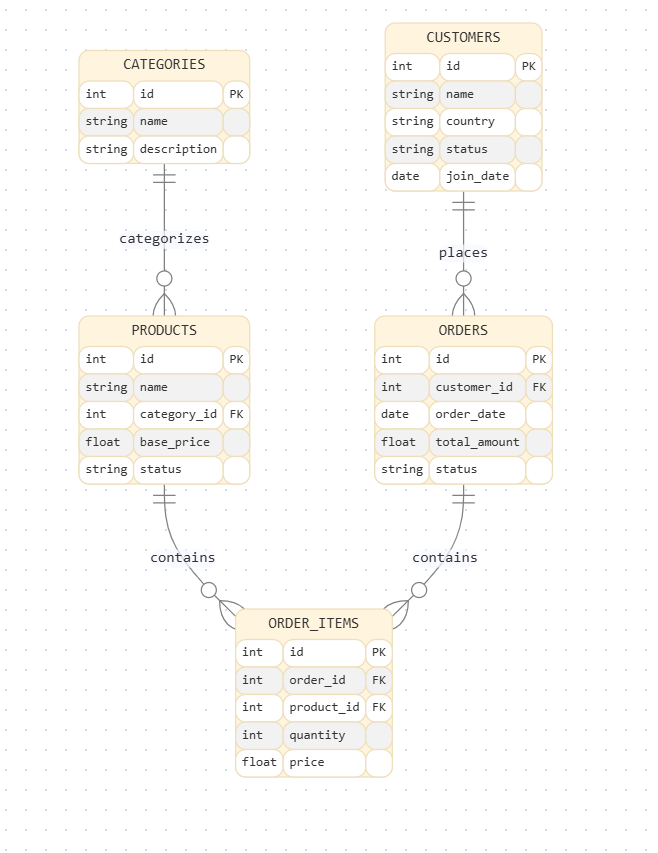 CATEGORIES
int id PK
string name
string description
CUSTOMERS
int id PK
string name
string country
string status
date join_date
categorizes
places
PRODUCTS
int id PK
string name
int category_id FK
float base_price
string status
ORDERS
int id PK
int customer_id FK
date order_date
float total_amount
string status
contains
contains
ORDER_ITEMS
int id PK
int order_id FK
int product_id FK
int quantity
float price